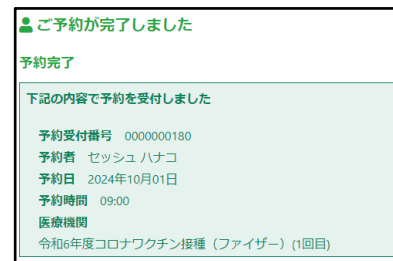 ご予約が完了しました
予約完了
下記の内容で予約を受付しました
予約受付番号 0000000180
予約者 セッシュ ハナコ
予約日 2024年10月01日
予約時間 09:00
医療機関
令和6年度コロナワクチン接種（ファイザー）(1回目)